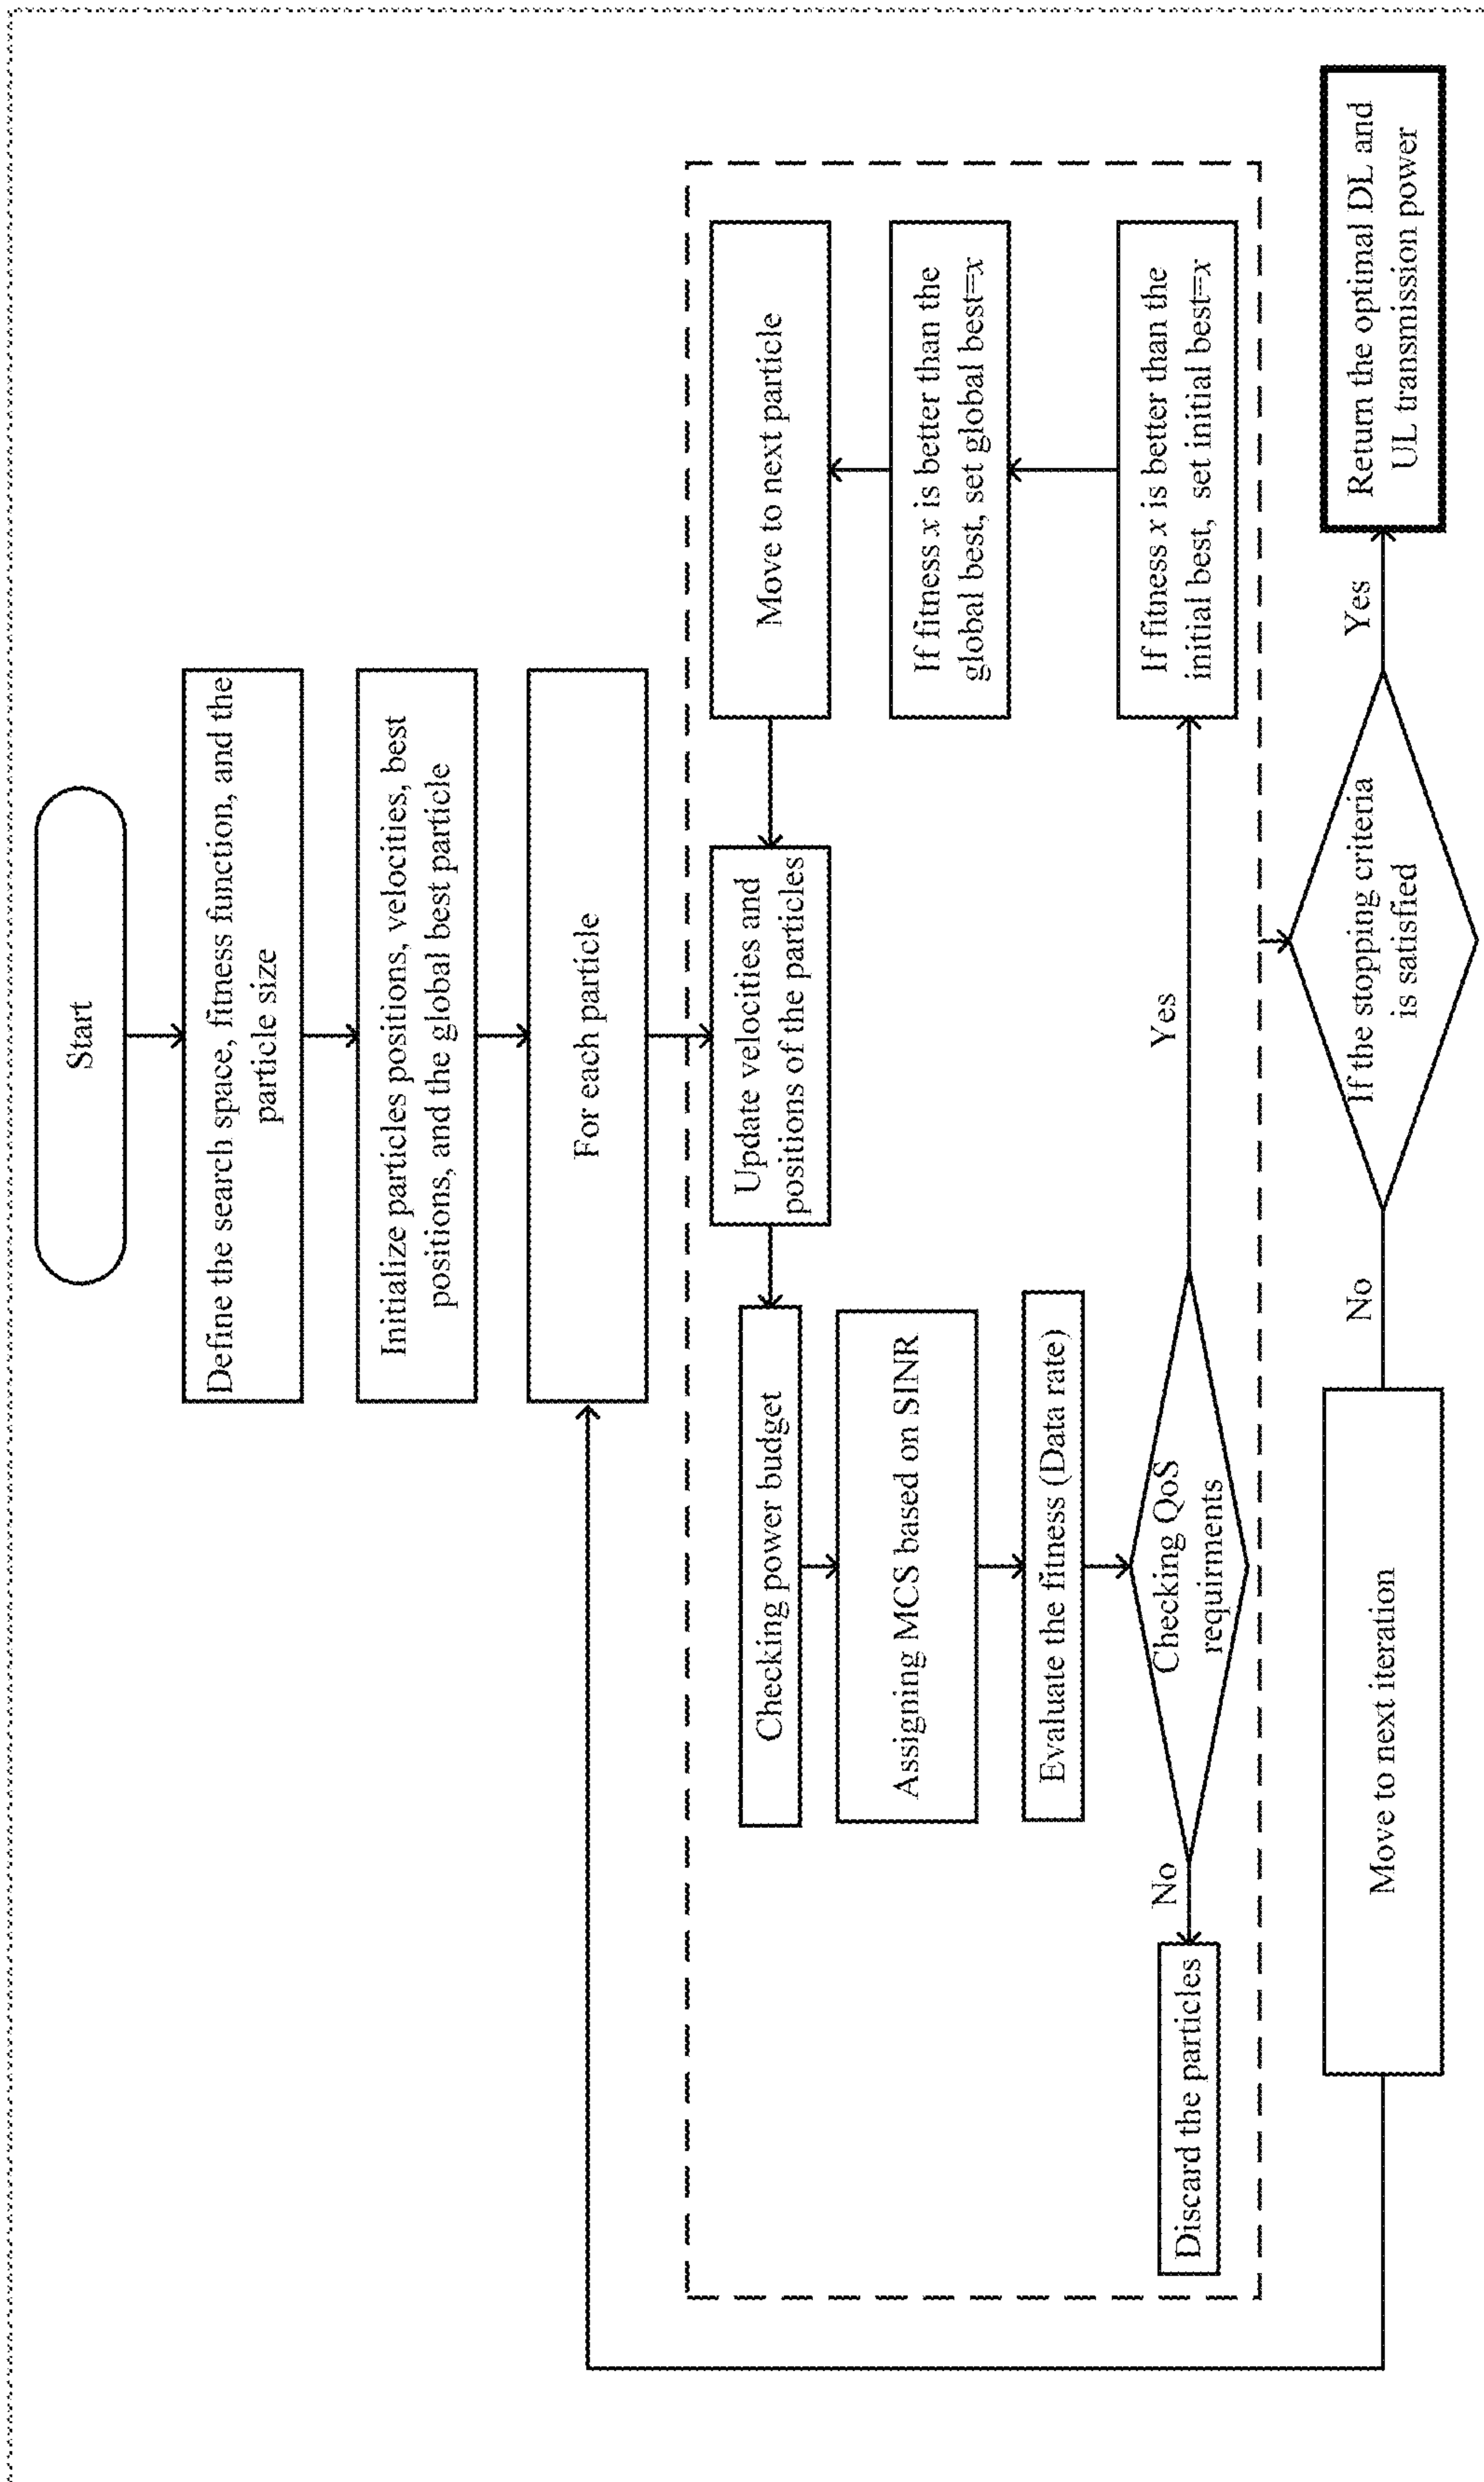 Start
Define the search space, fitness function, and the
particle size
Initialize particles positions, velocities, best
positions, and the global best particle
For each particle
Update velocities and
positions of the particles
Checking power budget
Assigning MCS based on SINR
Evaluate the fitness (Data rate)
Checking QoS
requirments
No
Discard the particles
Yes
If fitness x is better than the
initial best, set initial best=x
If fitness x is better than the
global best, set global best=x
Move to next particle
If the stopping criteria
is satisfied
No
Move to next iteration
Yes
Return the optimal DL and
UL transmission power